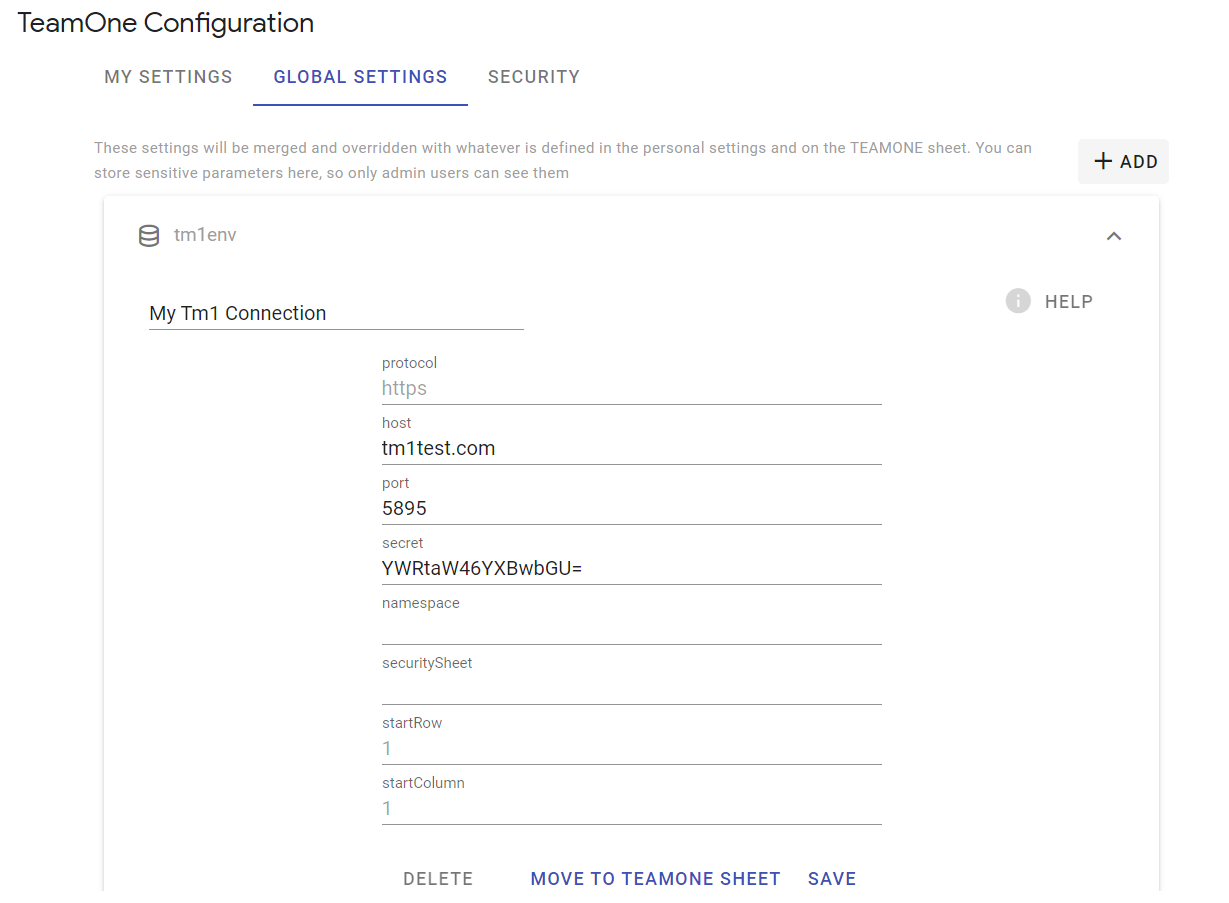 TeamOne Configuration
MY SETTINGS GLOBAL SETTINGS SECURITY
These settings will be merged and overridden with whatever is defined in the personal settings and on the TEAMONE sheet. You can
store sensitive parameters here, so only admin users can see them
+ ADD
tm1env
My Tm1 Connection
HELP
protocol
https
host
tm1test.com
port
5895
secret
YWRtaW46YXBwbGU=
namespace
securitySheet
startRow
1
startColumn
1
DELETE MOVE TO TEAMONE SHEET SAVE